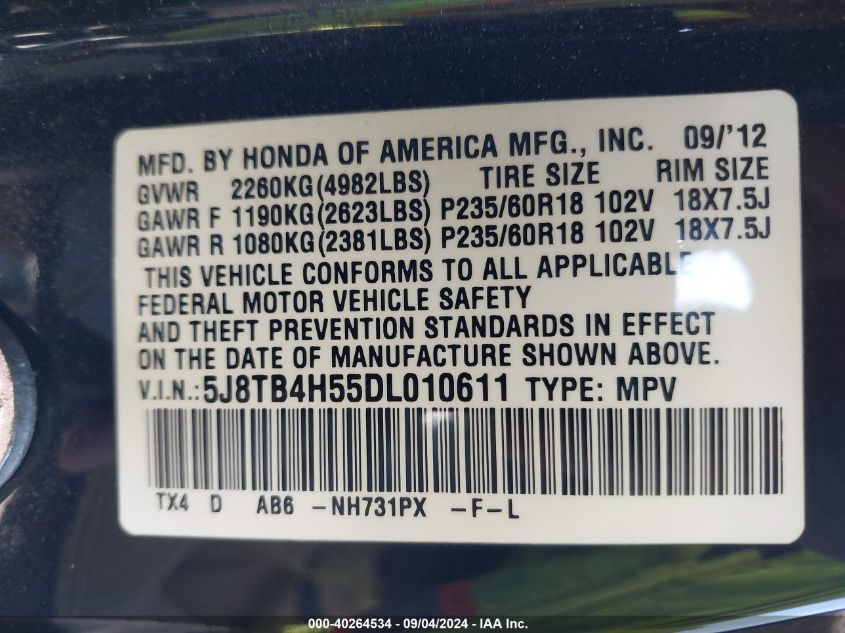 MFD. BY HONDA OF AMERICA MFG., INC. 09/'12
GVWR 2260KG(4982LBS) TIRE SIZE RIM SIZE
GAWR F 1190KG(2623LBS) P235/60R18 102V 18X7.5J
GAWR R 1080KG(2381LBS) P235/60R18 102V 18X7.5J
THIS VEHICLE CONFORMS TO ALL APPLICABLE
FEDERAL MOTOR VEHICLE SAFETY
AND THEFT PREVENTION STANDARDS IN EFFECT
ON THE DATE OF MANUFACTURE SHOWN ABOVE.
V.I.N.: 5J8TB4H55DL010611 TYPE: MPV
TX4 D AB6 -NH731PX -F-L
000-40264534 - 09/04/2024 - IAA Inc.